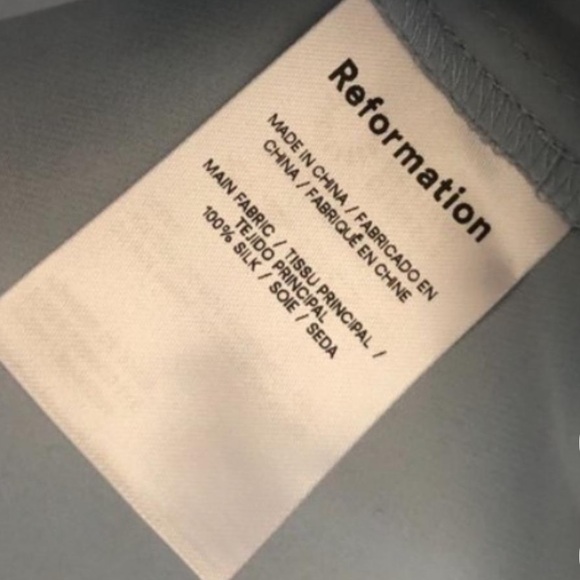 Reformation
MADE IN CHINA / FABRICADO EN
CHINA / FABRIQUÉ EN CHINE
MAIN FABRIC / TISSU PRINCIPAL /
TEJIDO PRINCIPAL
100% SILK / SOIE / SEDA